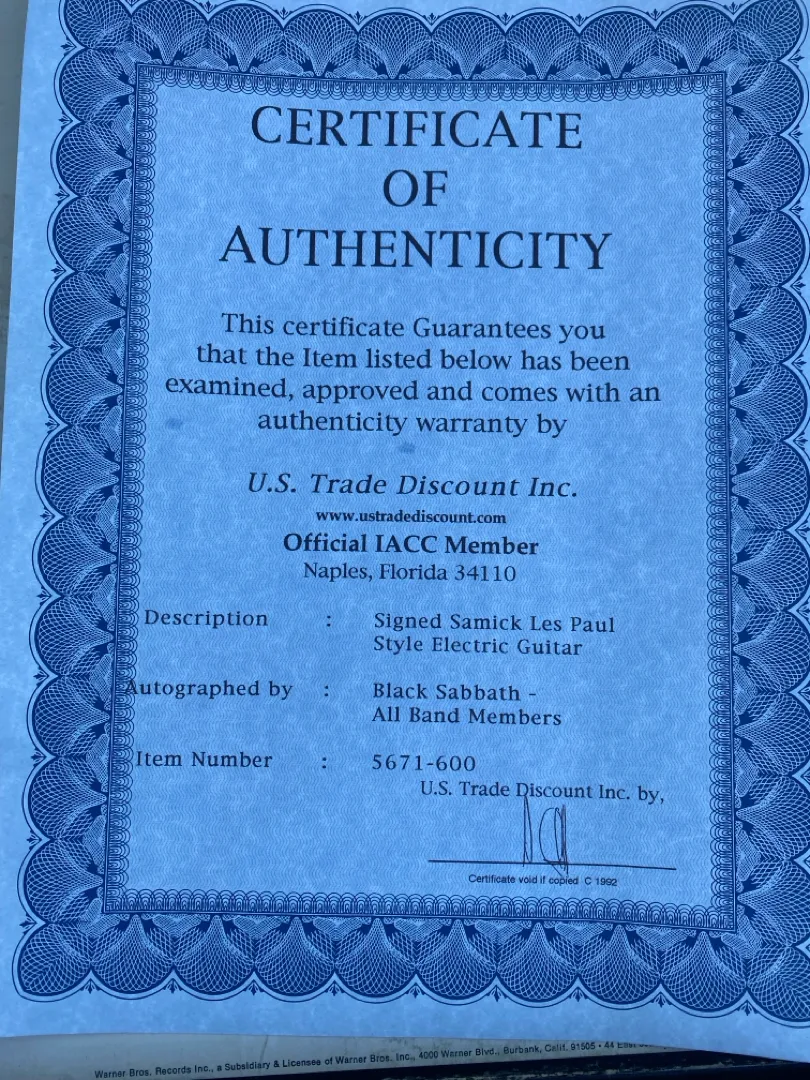 CERTIFICATE
OF
AUTHENTICITY
This certificate Guarantees you
that the Item listed below has been
examined, approved and comes with an
authenticity warranty by
U.S. Trade Discount Inc.
www.ustradediscount.com
Official IACC Member
Naples, Florida 34110
Description : Signed Samick Les Paul
Style Electric Guitar
Autographed by : Black Sabbath -
All Band Members
Item Number : 5671-600
U.S. Trade Discount Inc. by,
Certificate void if copied C 1992
Warner Bros. Records Inc., a Subsidiary & Licensee of Warner Bros. Inc., 4000 Warner Blvd., Burbank, Calif. 91505 • 44